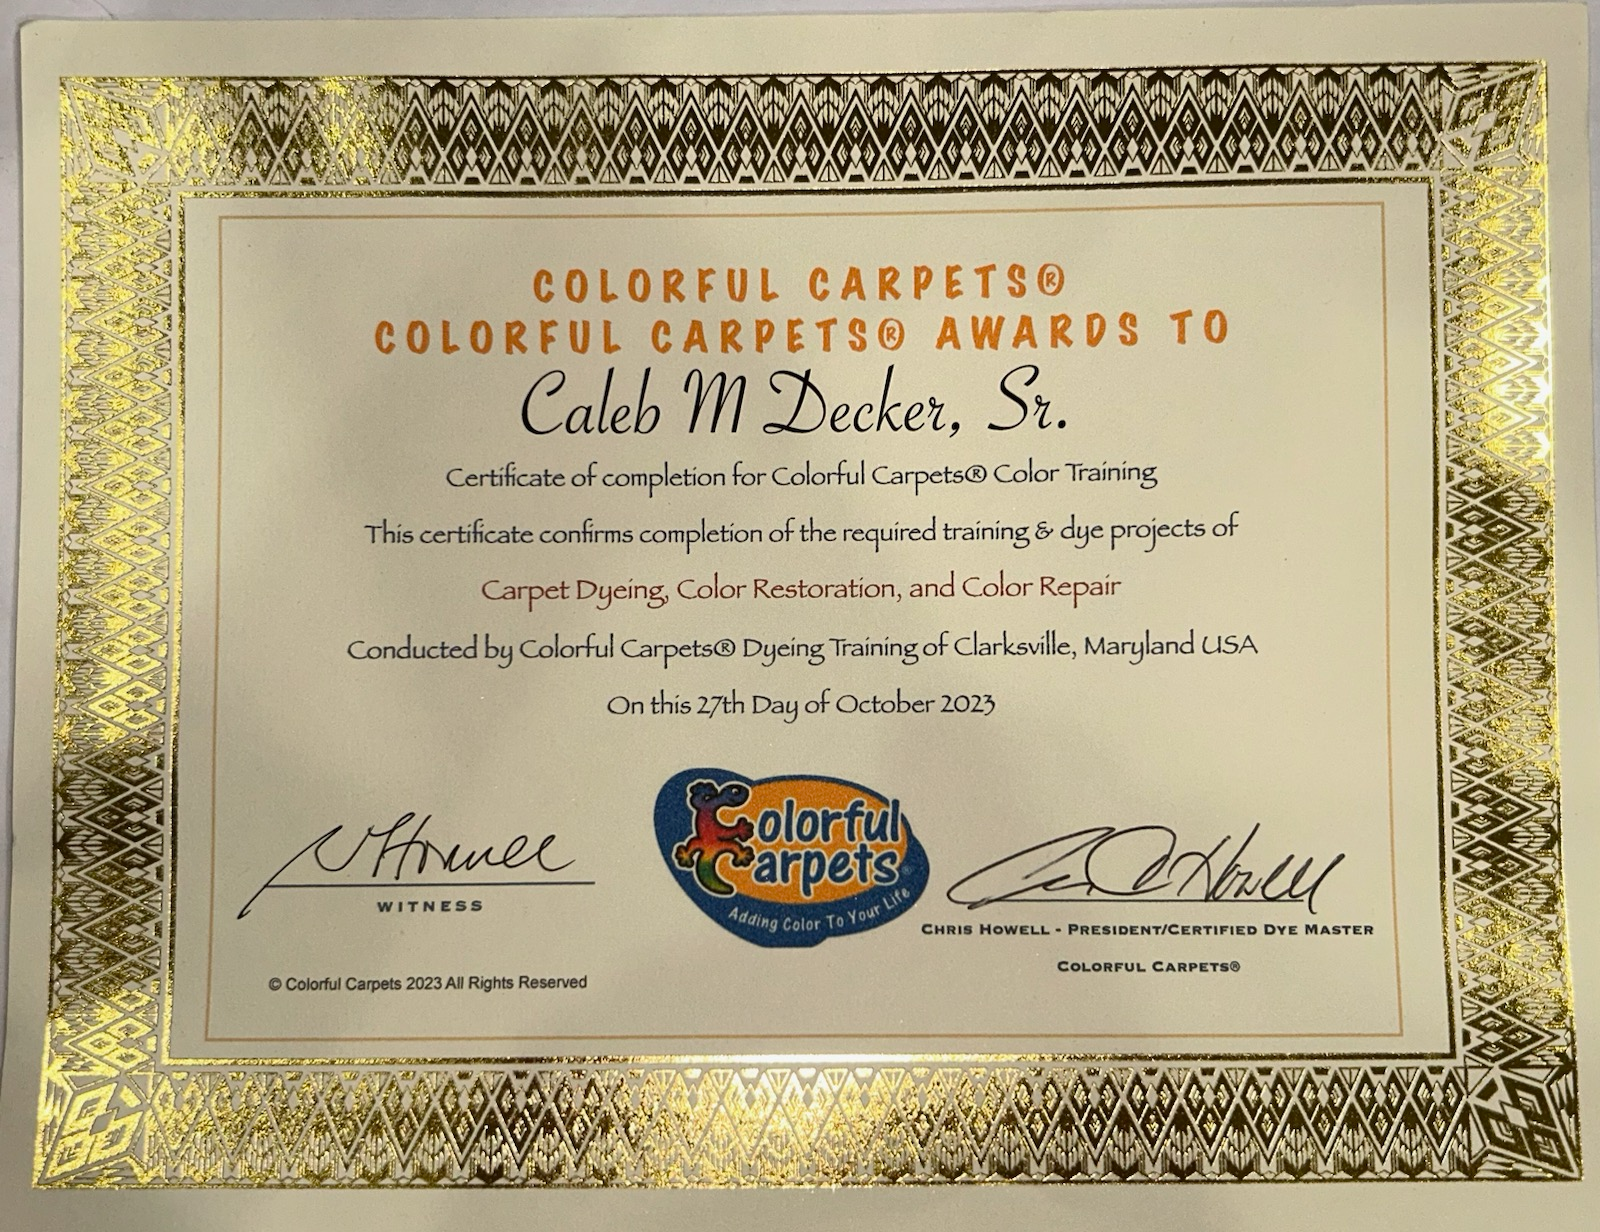 COLORFUL CARPETS®
COLORFUL CARPETS® AWARDS TO
Caleb M Decker, Sr.
Certificate of completion for Colorful Carpets® Color Training
This certificate confirms completion of the required training & dye projects of
Carpet Dyeing, Color Restoration, and Color Repair
Conducted by Colorful Carpets® Dyeing Training of Clarksville, Maryland USA
On this 27th Day of October 2023
Howell
WITNESS
Colorful
Carpets®
Adding Color To Your Life
Howell
CHRIS HOWELL - PRESIDENT/CERTIFIED DYE MASTER
COLORFUL CARPETS®
© Colorful Carpets 2023 All Rights Reserved